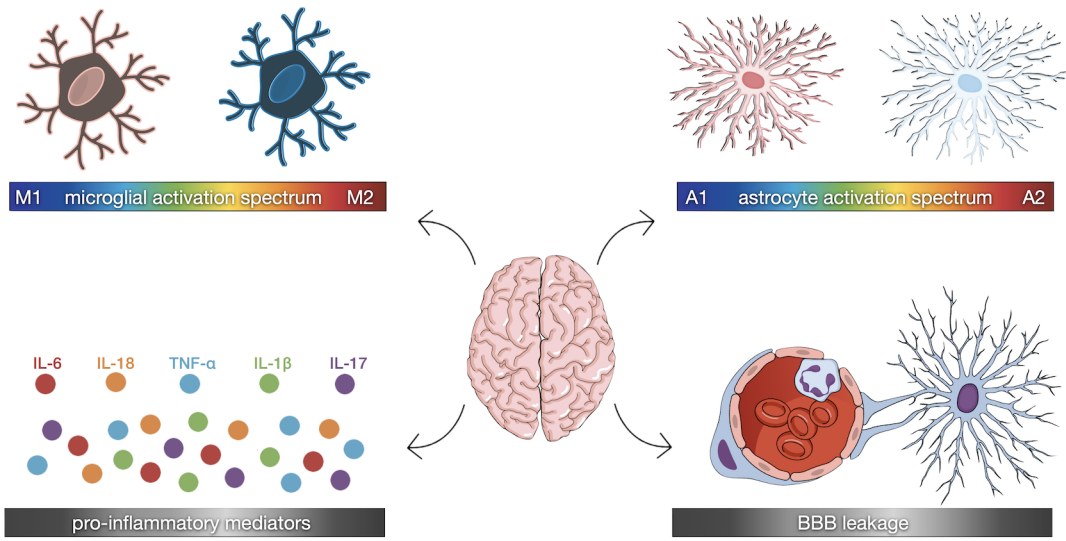 M1 microglial activation spectrum M2
A1 astrocyte activation spectrum A2
IL-6 IL-18 TNF-α IL-1β IL-17
pro-inflammatory mediators
BBB leakage